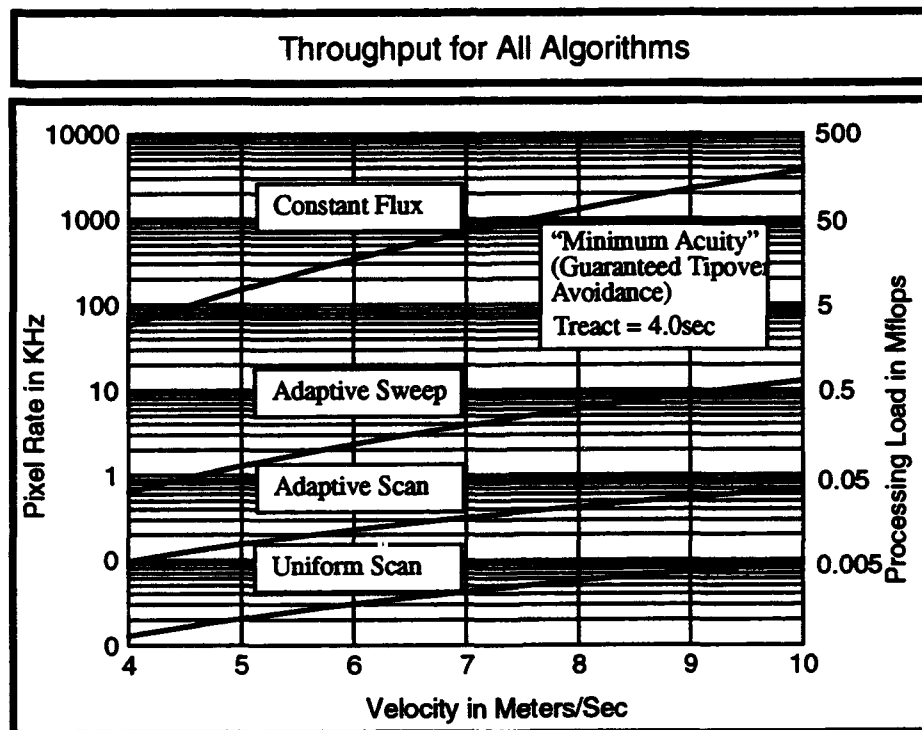 Throughput for All Algorithms
10000
1000
100
10
1
0
0
Pixel Rate in KHz
Constant Flux
"Minimum Acuity"
(Guaranteed Tipover
Avoidance)
Treact = 4.0sec
Adaptive Sweep
Adaptive Scan
Uniform Scan
500
50
5
0.5
0.05
0.005
Processing Load in Mflops
4 5 6 7 8 9 10
Velocity in Meters/Sec